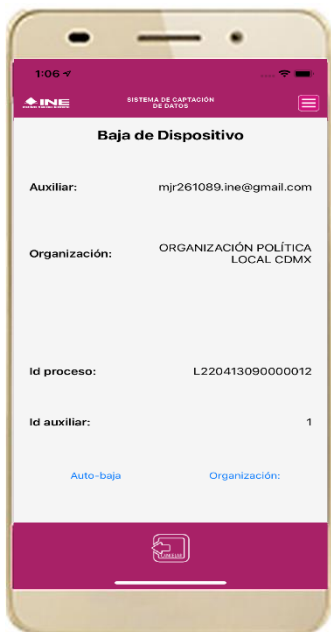 1:06
INE
SISTEMA DE CAPTACIÓN
DE DATOS
Baja de Dispositivo
Auxiliar: mjr261089.ine@gmail.com
Organización: ORGANIZACIÓN POLÍTICA
LOCAL CDMX
Id proceso: L220413090000012
Id auxiliar: 1
Auto-baja Organización: